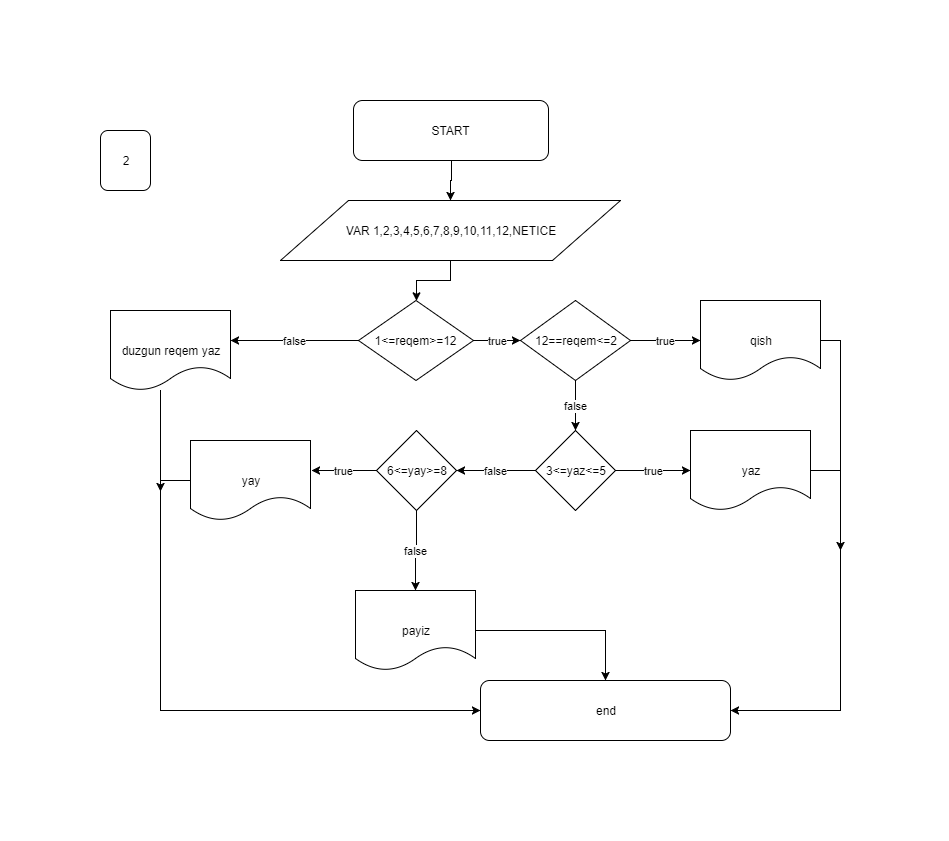 START
2
VAR 1,2,3,4,5,6,7,8,9,10,11,12,NETICE
duzgun reqem yaz
false
1<=reqem>=12
true
12==reqem<=2
true
qish
false
yay
true
6<=yay>=8
false
3<=yaz<=5
true
yaz
false
payiz
end